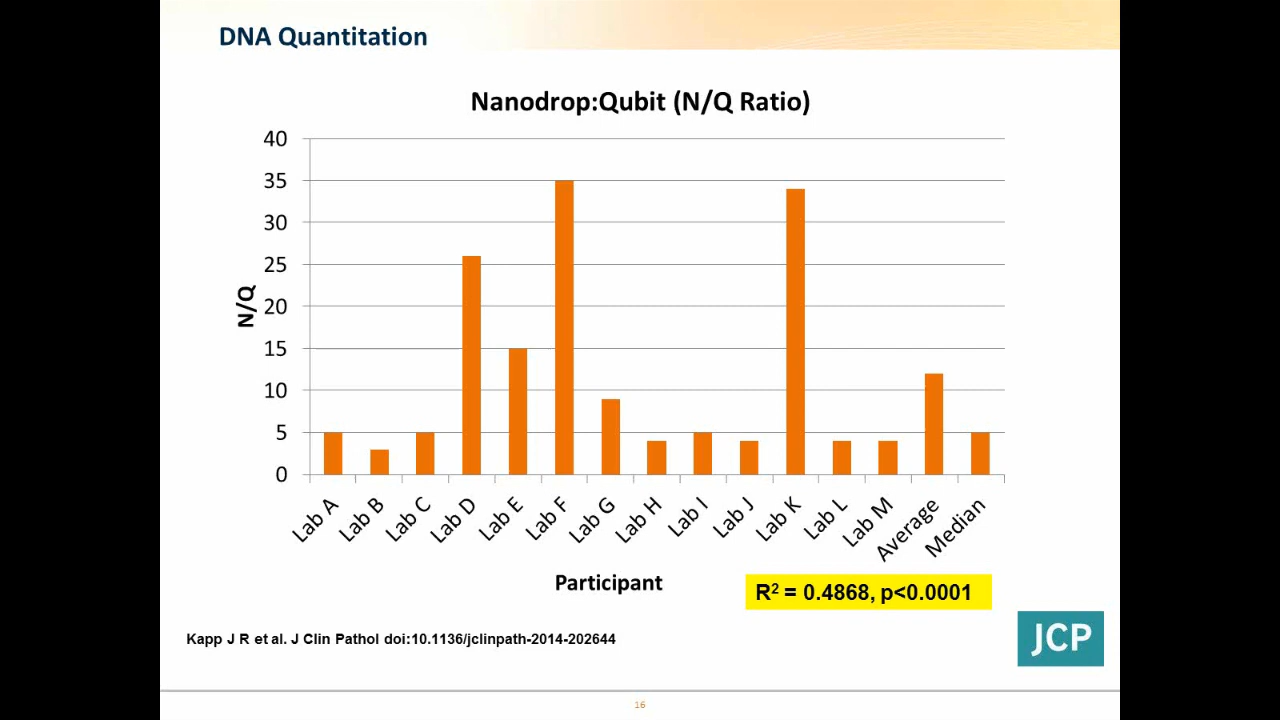 DNA Quantitation
Nanodrop:Qubit (N/Q Ratio)
40
35
30
25
20
15
10
5
0
N/Q
Lab A
Lab B
Lab C
Lab D
Lab E
Lab F
Lab G
Lab H
Lab I
Lab J
Lab K
Lab L
Lab M
Average
Median
Participant
R² = 0.4868, p<0.0001
Kapp J R et al. J Clin Pathol doi:10.1136/jclinpath-2014-202644
JCP
16